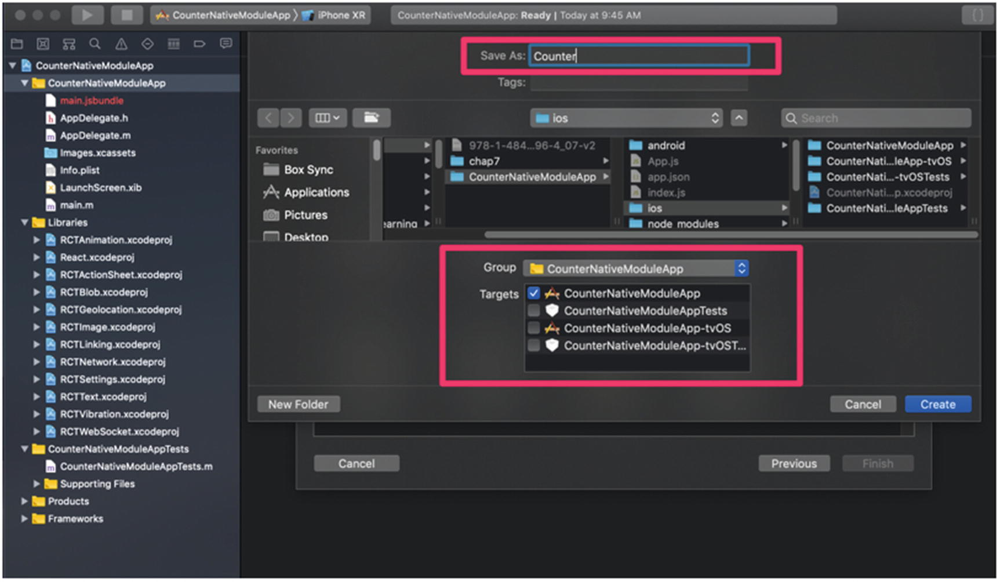 CounterNativeModuleApp
iPhone XR
CounterNativeModuleApp: Ready | Today at 9:45 AM
{ }
CounterNativeModuleApp
CounterNativeModuleApp
main.jsbundle
AppDelegate.h
AppDelegate.m
Images.xcassets
Info.plist
LaunchScreen.xib
main.m
Libraries
RCTAnimation.xcodeproj
React.xcodeproj
RCTActionSheet.xcodeproj
RCTBlob.xcodeproj
RCTGeolocation.xcodeproj
RCTImage.xcodeproj
RCTLinking.xcodeproj
RCTNetwork.xcodeproj
RCTSettings.xcodeproj
RCTText.xcodeproj
RCTVibration.xcodeproj
RCTWebSocket.xcodeproj
CounterNativeModuleAppTests
CounterNativeModuleAppTests.m
Supporting Files
Products
Frameworks
Save As: Counter
Tags:
ios
Search
Favorites
Box Sync
Applications
Pictures
Desktop
earning
978-1-484...96-4_07-v2
chap7
CounterNativeModuleApp
android
App.js
app.json
index.js
ios
node_modules
CounterNativeModuleApp
CounterNati...leApp-tvOS
CounterNati...-tvOSTests
CounterNati...p.xcodeproj
CounterNati...leAppTests
Group CounterNativeModuleApp
Targets CounterNativeModuleApp
CounterNativeModuleAppTests
CounterNativeModuleApp-tvOS
CounterNativeModuleApp-tvOST...
New Folder
Cancel
Create
Cancel
Previous
Finish